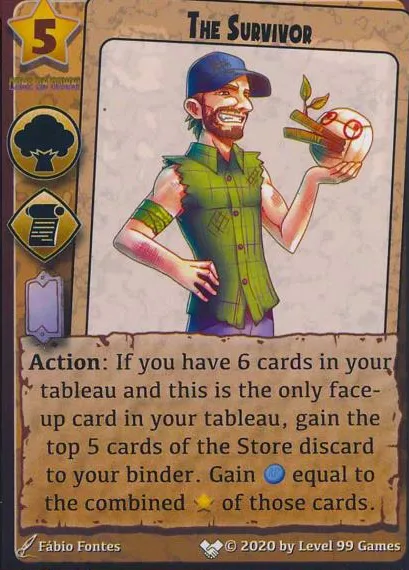 5
THE SURVIVOR
Action: If you have 6 cards in your
tableau and this is the only face-
up card in your tableau, gain the
top 5 cards of the Store discard
to your binder. Gain equal to
the combined of those cards.
Fábio Fontes
© 2020 by Level 99 Games